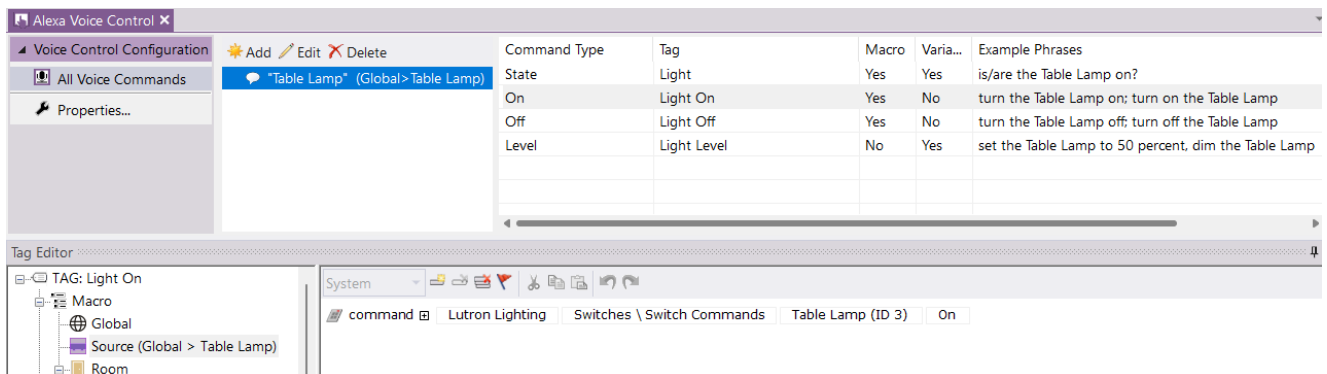 Alexa Voice Control
Voice Control Configuration
All Voice Commands
Properties...
Add Edit Delete
"Table Lamp" (Global>Table Lamp)
Command Type Tag Macro Varia... Example Phrases
State Light Yes Yes is/are the Table Lamp on?
On Light On Yes No turn the Table Lamp on; turn on the Table Lamp
Off Light Off Yes No turn the Table Lamp off; turn off the Table Lamp
Level Light Level No Yes set the Table Lamp to 50 percent, dim the Table Lamp
Tag Editor
TAG: Light On
Macro
Global
Source (Global > Table Lamp)
Room
System
command Lutron Lighting Switches \ Switch Commands Table Lamp (ID 3) On